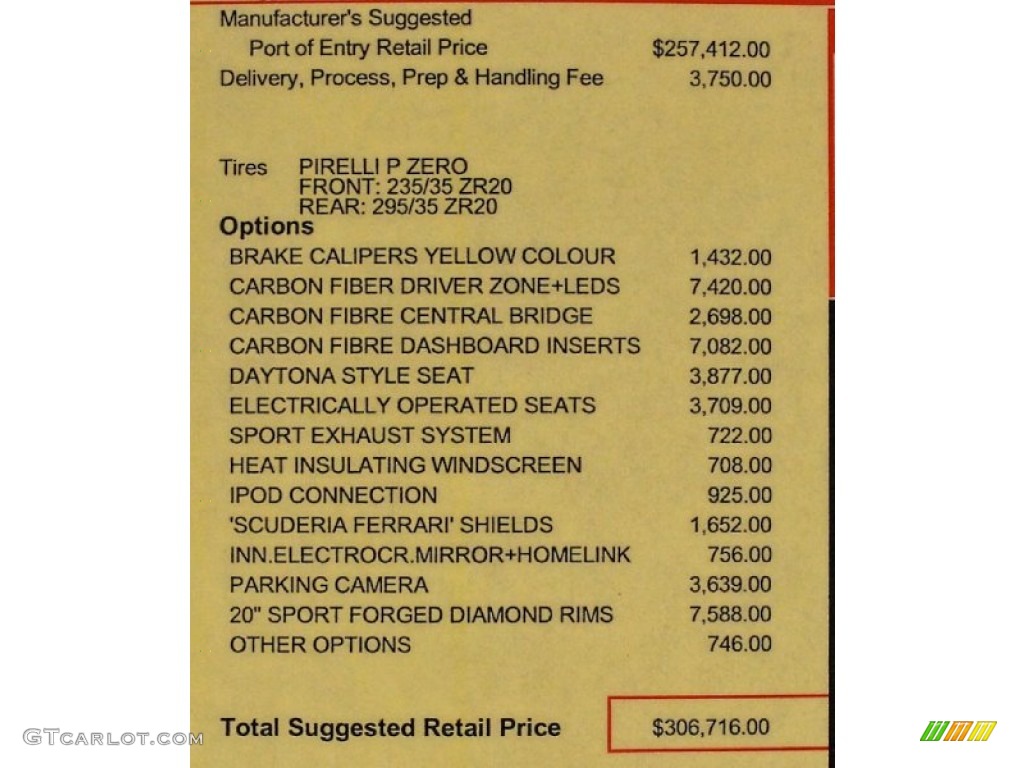 Manufacturer's Suggested
Port of Entry Retail Price $257,412.00
Delivery, Process, Prep & Handling Fee 3,750.00
Tires PIRELLI P ZERO
FRONT: 235/35 ZR20
REAR: 295/35 ZR20
Options
BRAKE CALIPERS YELLOW COLOUR 1,432.00
CARBON FIBER DRIVER ZONE+LEDS 7,420.00
CARBON FIBRE CENTRAL BRIDGE 2,698.00
CARBON FIBRE DASHBOARD INSERTS 7,082.00
DAYTONA STYLE SEAT 3,877.00
ELECTRICALLY OPERATED SEATS 3,709.00
SPORT EXHAUST SYSTEM 722.00
HEAT INSULATING WINDSCREEN 708.00
IPOD CONNECTION 925.00
'SCUDERIA FERRARI' SHIELDS 1,652.00
INN.ELECTROCR.MIRROR+HOMELINK 756.00
PARKING CAMERA 3,639.00
20" SPORT FORGED DIAMOND RIMS 7,588.00
OTHER OPTIONS 746.00
Total Suggested Retail Price $306,716.00
GTCARLOT.COM